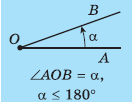 B
O
α
A
∠AOB = α,
α ≤ 180°